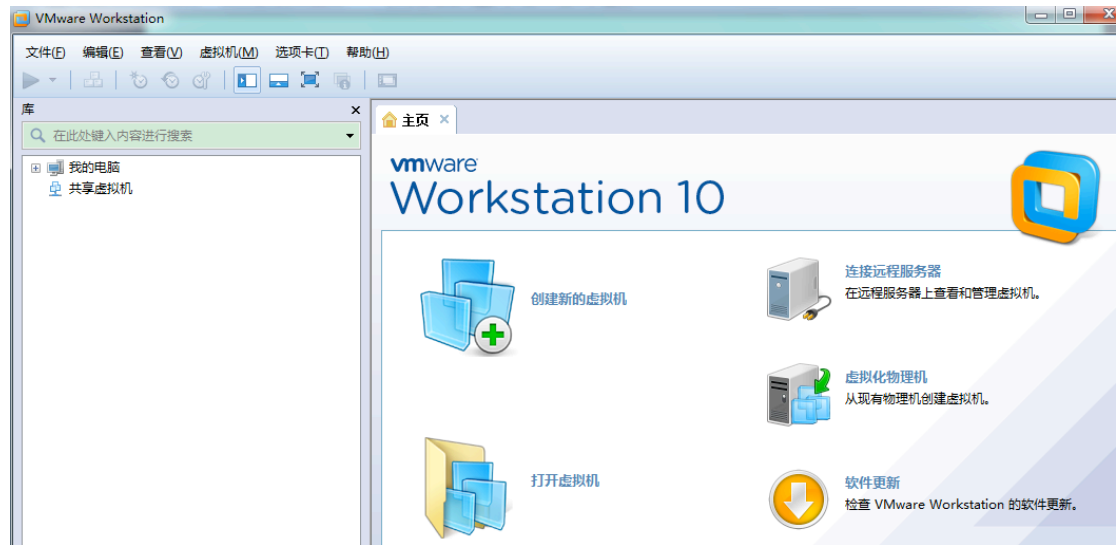 VMware Workstation
文件(F) 编辑(E) 查看(V) 虚拟机(M) 选项卡(T) 帮助(H)
库
在此处键入内容进行搜索
我的电脑
共享虚拟机
主页
vmware
Workstation 10
创建新的虚拟机
连接远程服务器
在远程服务器上查看和管理虚拟机。
虚拟化物理机
从现有物理机创建虚拟机。
打开虚拟机
软件更新
检查 VMware Workstation 的软件更新。